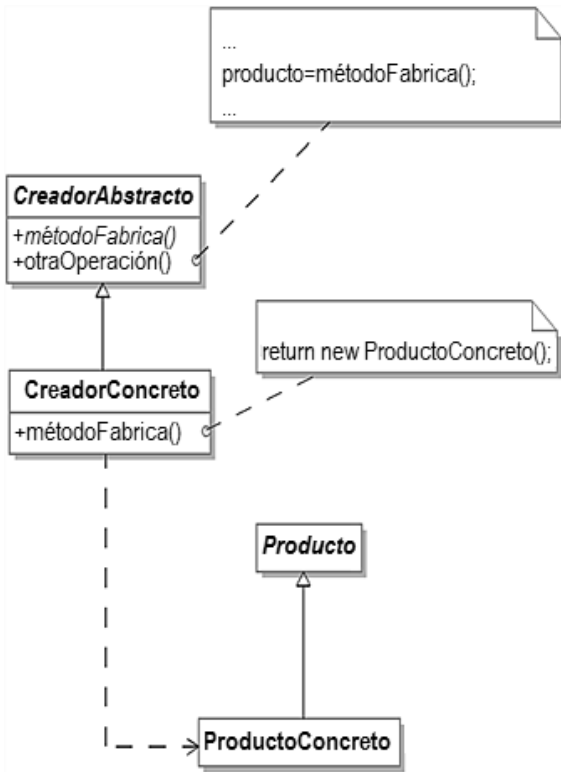 ...
producto=métodoFabrica();
...
CreadorAbstracto
+métodoFabrica()
+otraOperación()
return new ProductoConcreto();
CreadorConcreto
+métodoFabrica()
Producto
ProductoConcreto